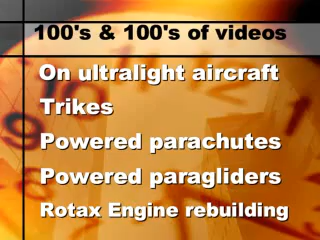 100's & 100's of videos
On ultralight aircraft
Trikes
Powered parachutes
Powered paragliders
Rotax Engine rebuilding